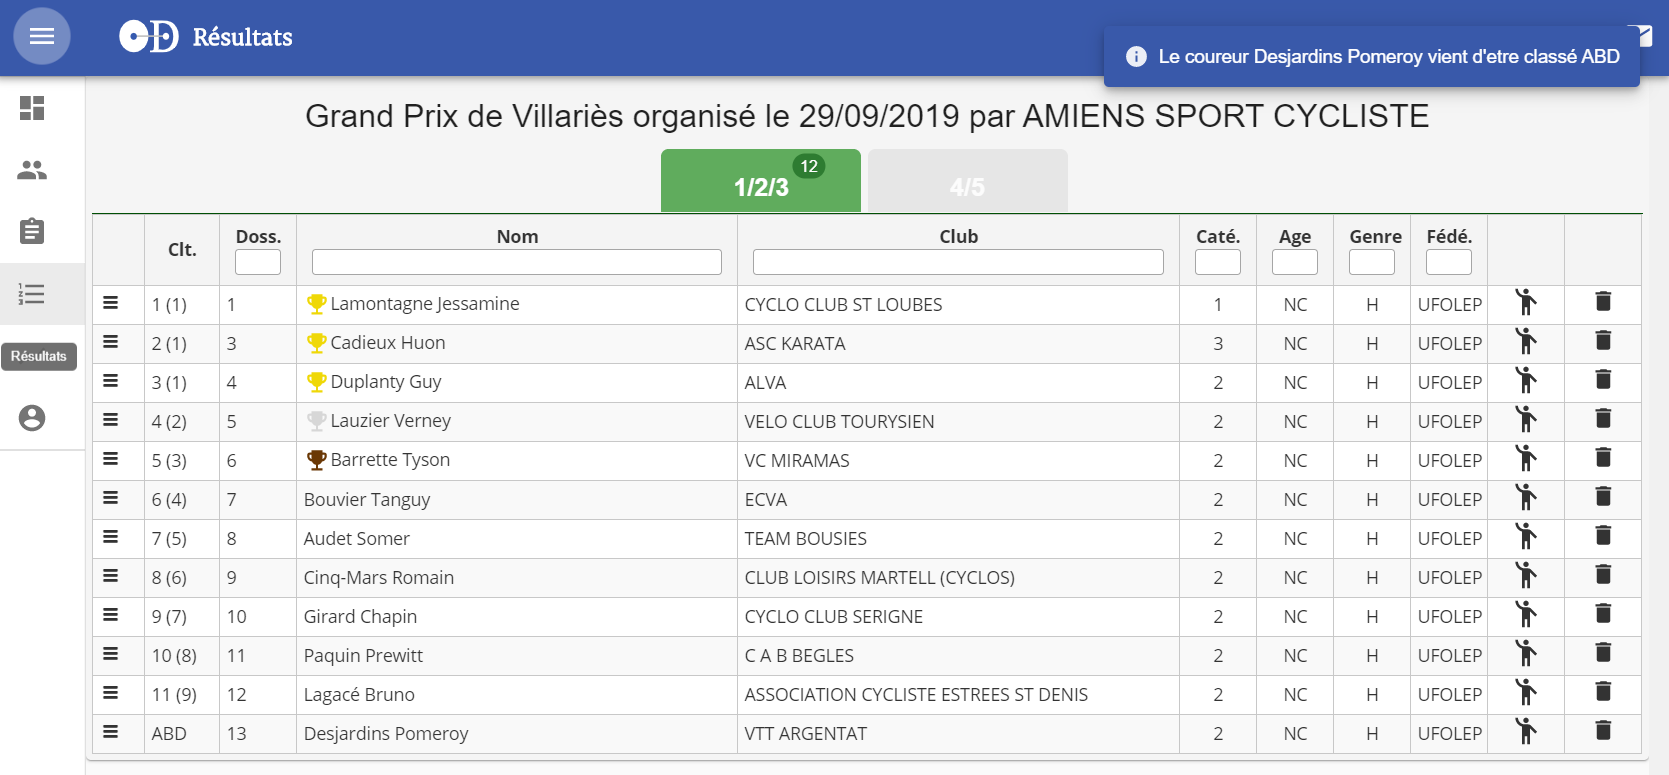 Résultats
Le coureur Desjardins Pomeroy vient d'etre classé ABD
Grand Prix de Villariès organisé le 29/09/2019 par AMIENS SPORT CYCLISTE
1/2/3 12 4/5
Clt. Doss. Nom Club Caté. Age Genre Fédé.
1 (1) 1 Lamontagne Jessamine CYCLO CLUB ST LOUBES 1 NC H UFOLEP
2 (1) 3 Cadieux Huon ASC KARATA 3 NC H UFOLEP
Résultats
3 (1) 4 Duplanty Guy ALVA 2 NC H UFOLEP
4 (2) 5 Lauzier Verney VELO CLUB TOURYSIEN 2 NC H UFOLEP
5 (3) 6 Barrette Tyson VC MIRAMAS 2 NC H UFOLEP
6 (4) 7 Bouvier Tanguy ECVA 2 NC H UFOLEP
7 (5) 8 Audet Somer TEAM BOUSIES 2 NC H UFOLEP
8 (6) 9 Cinq-Mars Romain CLUB LOISIRS MARTELL (CYCLOS) 2 NC H UFOLEP
9 (7) 10 Girard Chapin CYCLO CLUB SERIGNE 2 NC H UFOLEP
10 (8) 11 Paquin Prewitt C A B BEGLES 2 NC H UFOLEP
11 (9) 12 Lagacé Bruno ASSOCIATION CYCLISTE ESTREES ST DENIS 2 NC H UFOLEP
ABD 13 Desjardins Pomeroy VTT ARGENTAT 2 NC H UFOLEP